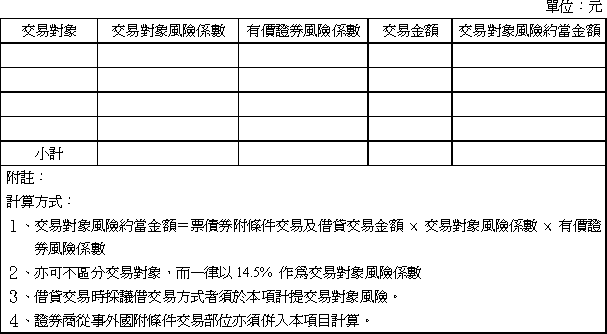 單位：元
交易對象 交易對象風險係數 有價證券風險係數 交易金額 交易對象風險約當金額
小計
附註：
計算方式：
１、交易對象風險約當金額＝票債券附條件交易及借貸交易金額 × 交易對象風險係數 × 有價證
券風險係數
２、亦可不區分交易對象，而一律以 14.5% 作為交易對象風險係數
３、借貸交易時採議借交易方式者須於本項計提交易對象風險。
４、證券商從事外國附條件交易部位亦須併入本項目計算。